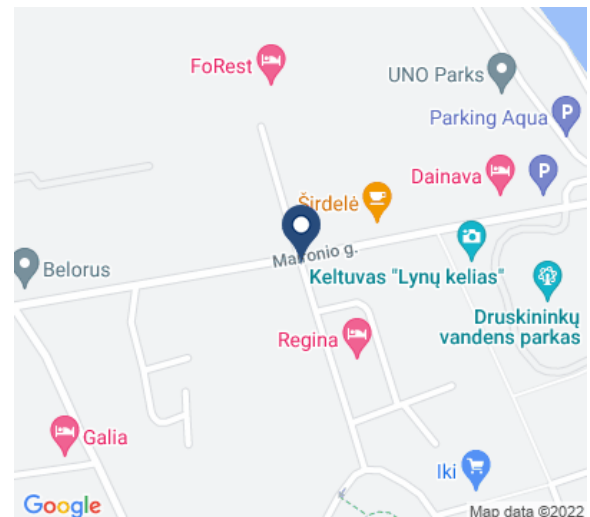 FoRest
UNO Parks
Parking Aqua
P
Dainava
P
Širdelė
Maironio g.
Belorus
Keltuvas "Lynų kelias"
Druskininkų
vandens parkas
Regina
Galia
Iki
Google
Map data ©2022